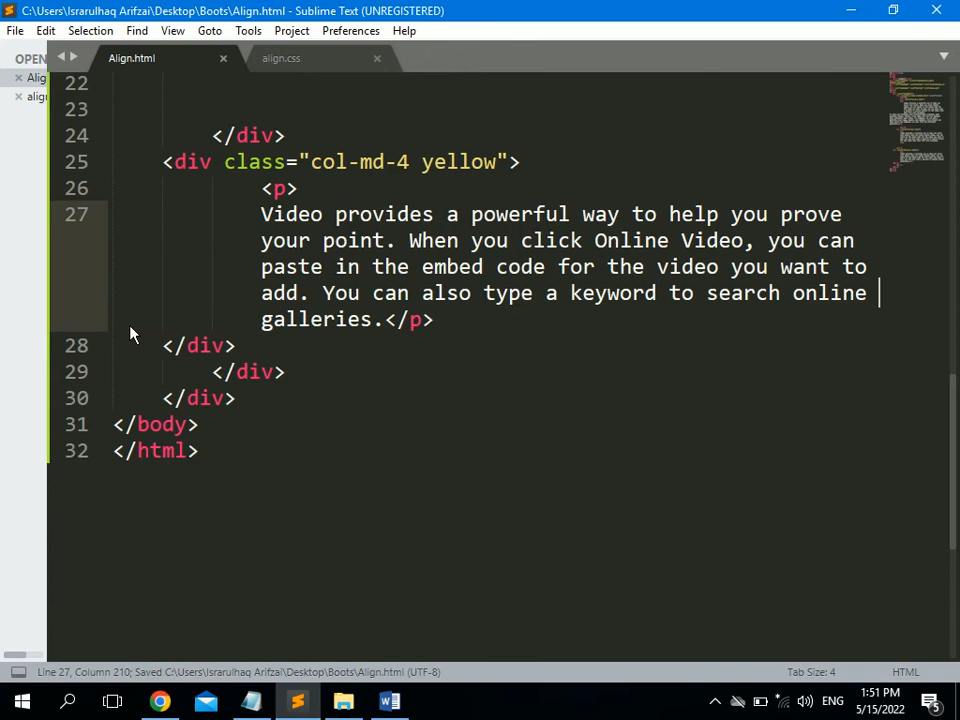 C:\Users\Israrulhaq Arifzai\Desktop\Boots\Align.html - Sublime Text (UNREGISTERED)
File Edit Selection Find View Goto Tools Project Preferences Help
OPEN
Align.html
align.css
Alig
align
22
23
24 </div>
25 <div class="col-md-4 yellow">
26 <p>
27 Video provides a powerful way to help you prove
your point. When you click Online Video, you can
paste in the embed code for the video you want to
add. You can also type a keyword to search online
galleries.</p>
28 </div>
29 </div>
30 </div>
31 </body>
32 </html>
Line 27, Column 210; Saved C:\Users\Israrulhaq Arifzai\Desktop\Boots\Align.html (UTF-8)
Tab Size: 4
HTML
ENG
1:51 PM
5/15/2022
5